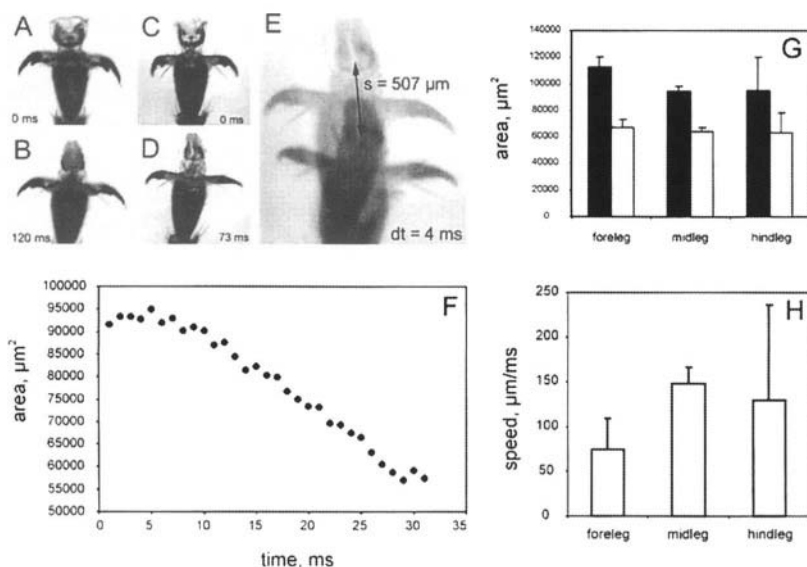 A
0 ms
C
0 ms
B
120 ms
D
73 ms
E
s = 507 µm
dt = 4 ms
G
area, µm²
140000
120000
100000
80000
60000
40000
20000
0
foreleg midleg hindleg
F
area, µm²
100000
95000
90000
85000
80000
75000
70000
65000
60000
55000
50000
0 5 10 15 20 25 30 35
time, ms
H
speed, µm/ms
250
200
150
100
50
0
foreleg midleg hindleg